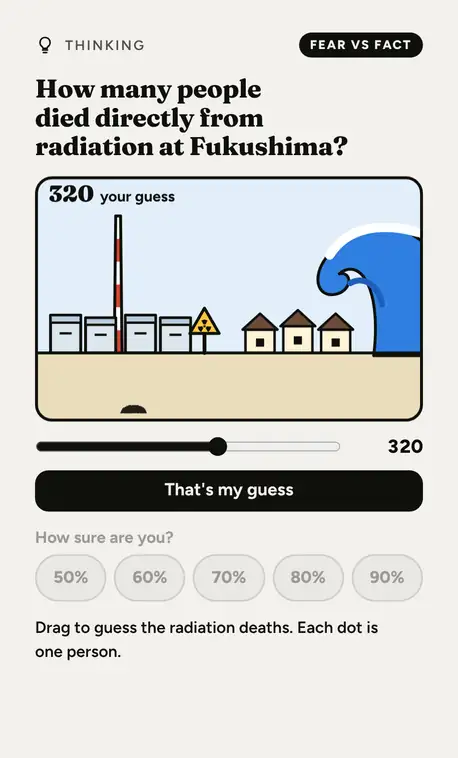 THINKING
FEAR VS FACT
How many people
died directly from
radiation at Fukushima?
320 your guess
320
That's my guess
How sure are you?
50% 60% 70% 80% 90%
Drag to guess the radiation deaths. Each dot is
one person.